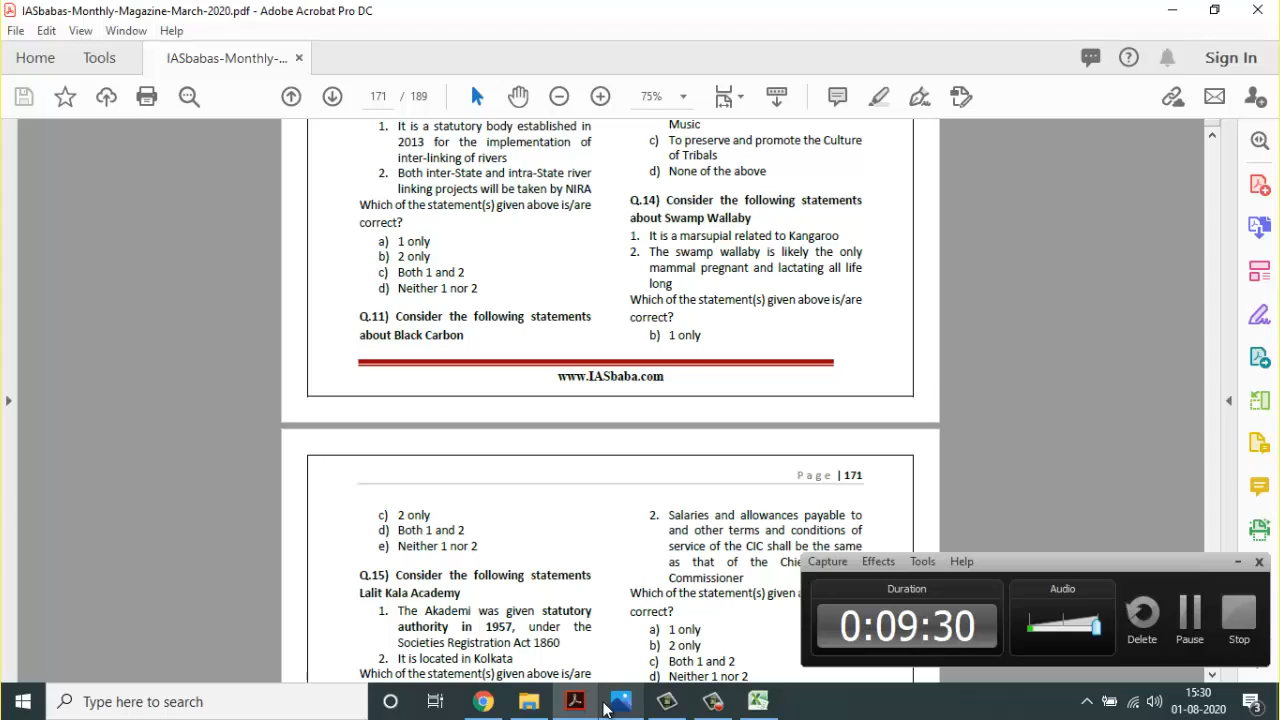 IASbabas-Monthly-Magazine-March-2020.pdf - Adobe Acrobat Pro DC
File Edit View Window Help
Home Tools IASbabas-Monthly-... × Sign In
171 / 189 75%
1. It is a statutory body established in
2013 for the implementation of
inter-linking of rivers
2. Both inter-State and intra-State river
linking projects will be taken by NIRA
Which of the statement(s) given above is/are
correct?
a) 1 only
b) 2 only
c) Both 1 and 2
d) Neither 1 nor 2
Q.11) Consider the following statements
about Black Carbon
Music
c) To preserve and promote the Culture
of Tribals
d) None of the above
Q.14) Consider the following statements
about Swamp Wallaby
1. It is a marsupial related to Kangaroo
2. The swamp wallaby is likely the only
mammal pregnant and lactating all life
long
Which of the statement(s) given above is/are
correct?
b) 1 only
www.IASbaba.com
Page | 171
c) 2 only
d) Both 1 and 2
e) Neither 1 nor 2
Q.15) Consider the following statements
Lalit Kala Academy
1. The Akademi was given statutory
authority in 1957, under the
Societies Registration Act 1860
2. It is located in Kolkata
Which of the statement(s) given above is/are
2. Salaries and allowances payable to
and other terms and conditions of
service of the CIC shall be the same
as that of the Chie
Commissioner
Which of the statement(s) given a
correct?
a) 1 only
b) 2 only
c) Both 1 and 2
d) Neither 1 nor 2
Capture Effects Tools Help
Duration Audio
0:09:30
Delete Pause Stop
Type here to search
15:30
01-08-2020
3